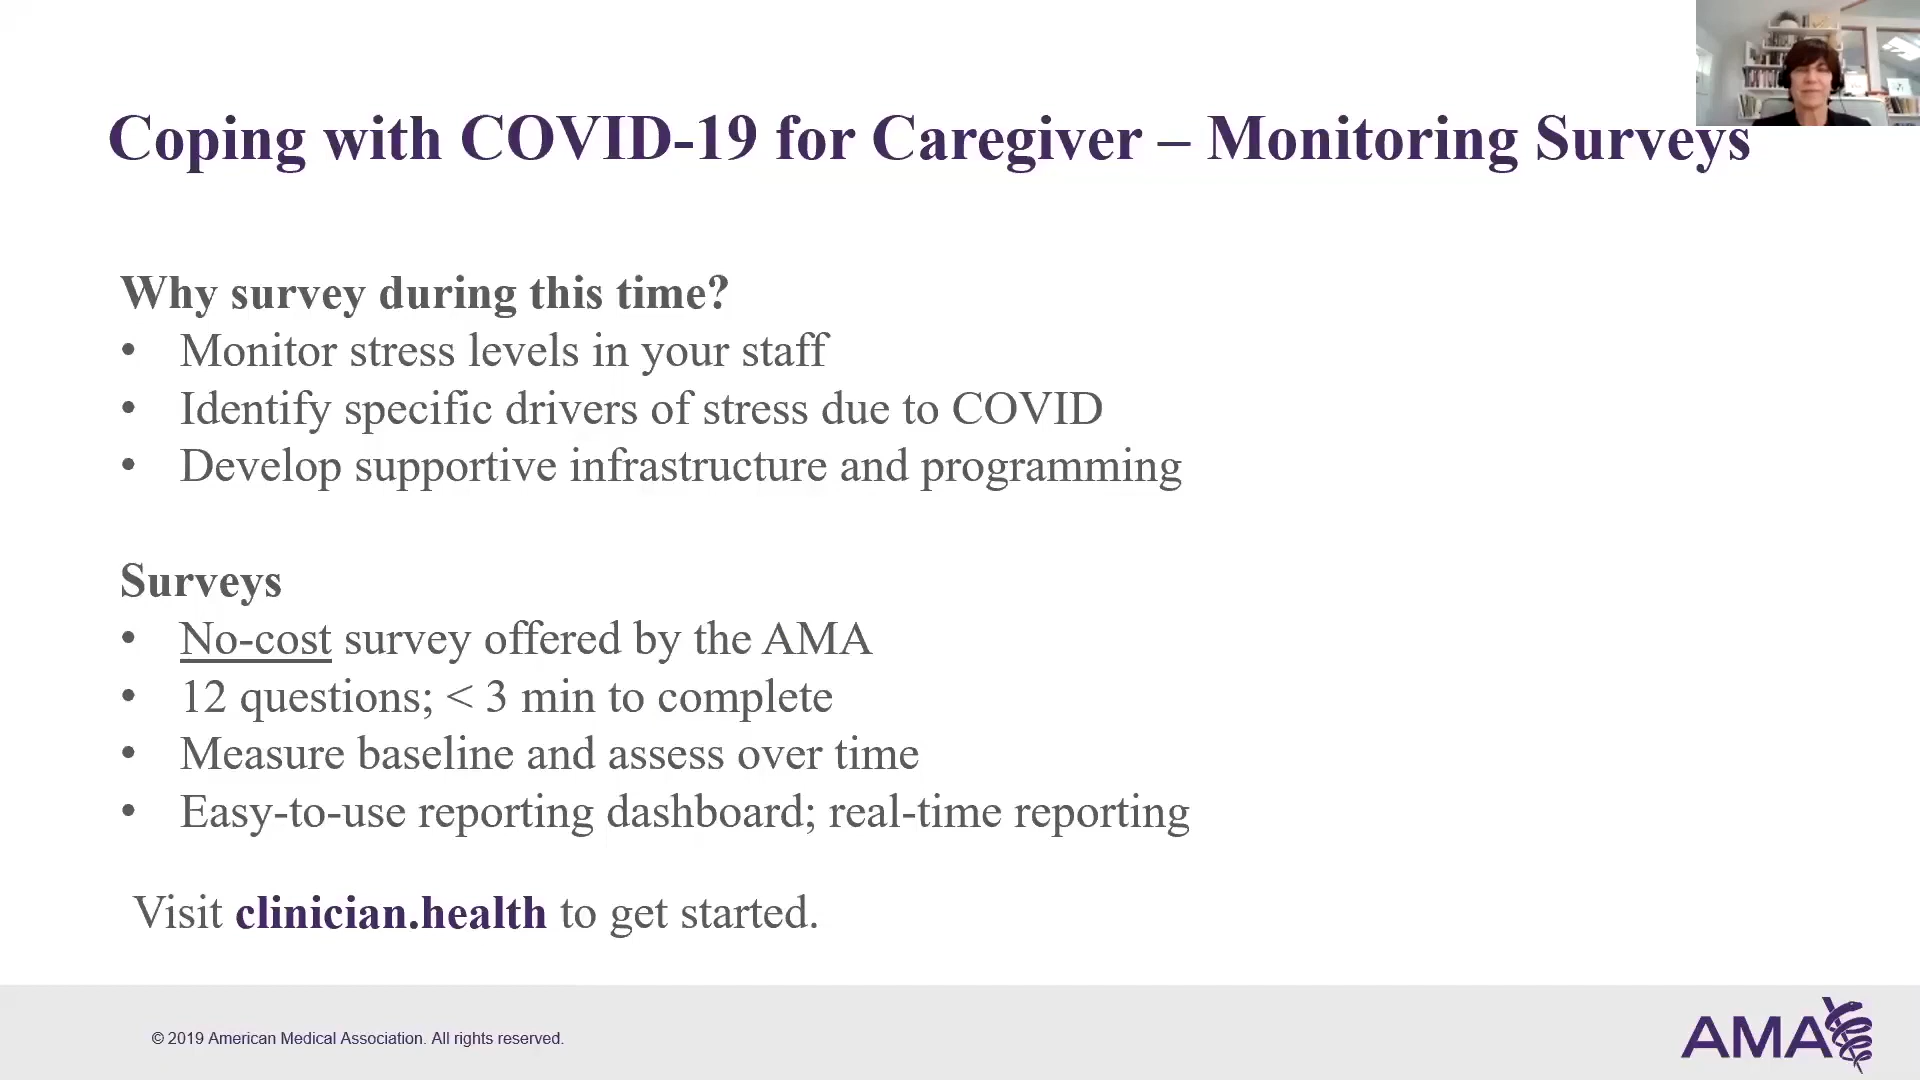 Coping with COVID-19 for Caregiver – Monitoring Surveys
Why survey during this time?
• Monitor stress levels in your staff
• Identify specific drivers of stress due to COVID
• Develop supportive infrastructure and programming
Surveys
• No-cost survey offered by the AMA
• 12 questions; < 3 min to complete
• Measure baseline and assess over time
• Easy-to-use reporting dashboard; real-time reporting
Visit clinician.health to get started.
© 2019 American Medical Association. All rights reserved.
AMA